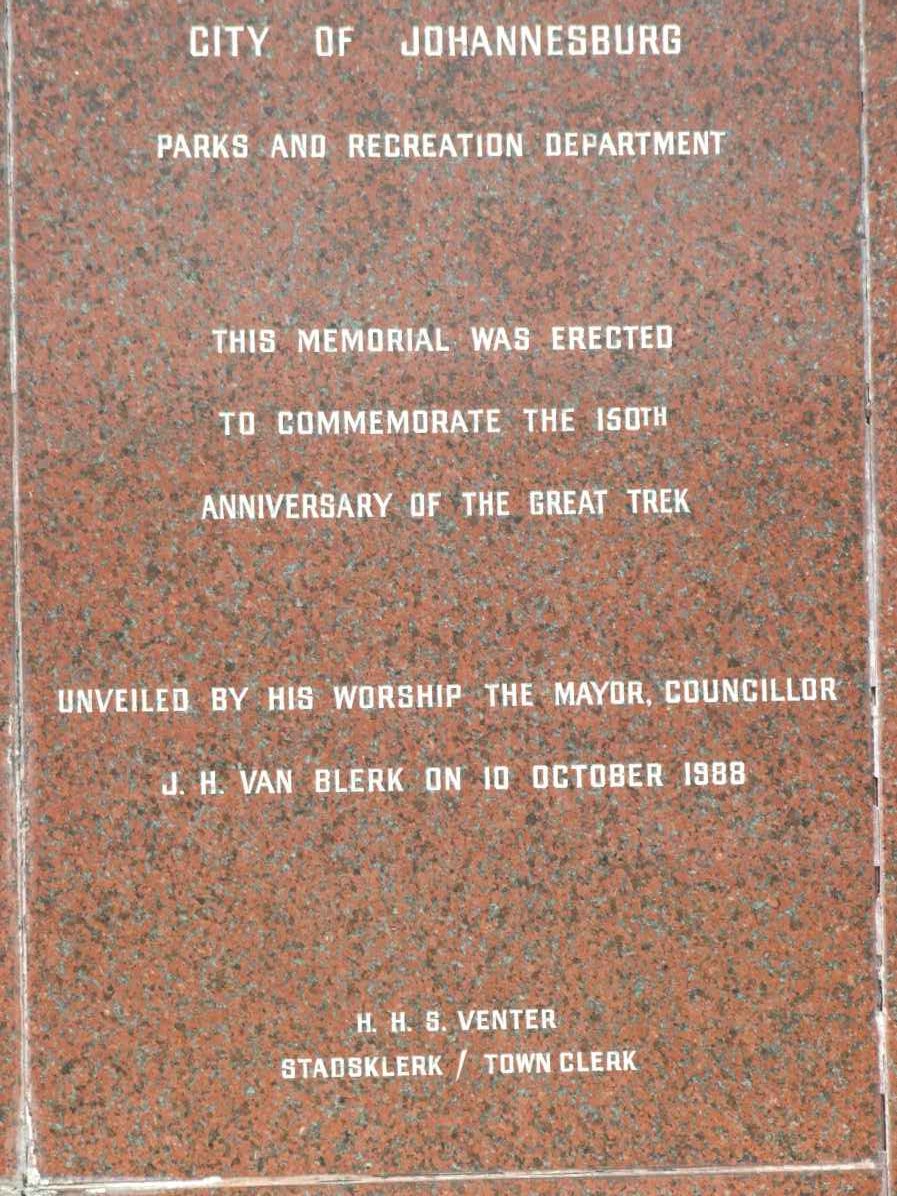 CITY OF JOHANNESBURG
PARKS AND RECREATION DEPARTMENT
THIS MEMORIAL WAS ERECTED
TO COMMEMORATE THE 150TH
ANNIVERSARY OF THE GREAT TREK
UNVEILED BY HIS WORSHIP THE MAYOR, COUNCILLOR
J. H. VAN BLERK ON 10 OCTOBER 1988
H. H. S. VENTER
STADSKLERK / TOWN CLERK